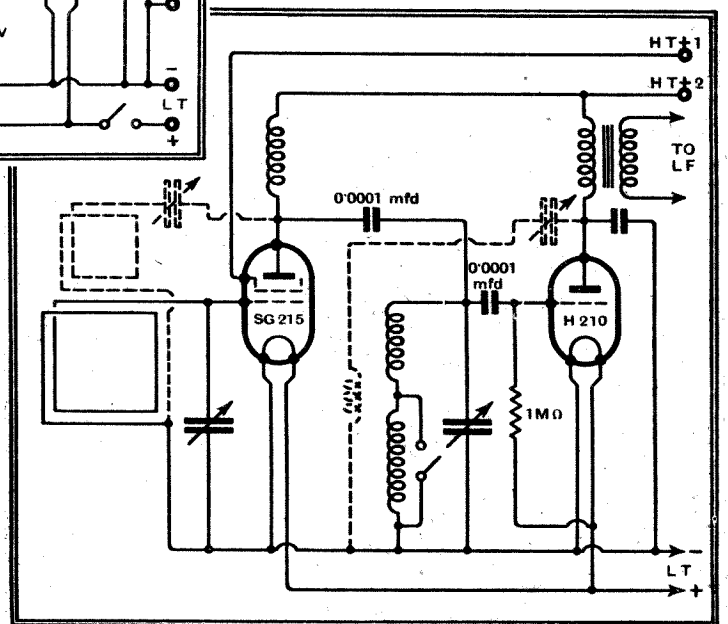 V
−
LT
+
HT+1
HT+2
TO
LF
0·0001 mfd
0·0001
mfd
SG 215
H 210
1MΩ
−
LT
+